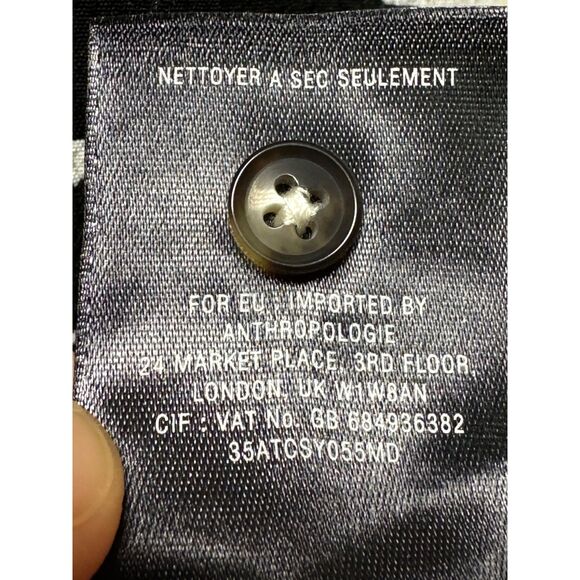 NETTOYER A SEC SEULEMENT
FOR EU : IMPORTED BY
ANTHROPOLOGIE
24 MARKET PLACE, 3RD FLOOR,
LONDON, UK W1W8AN
CIF : VAT No. GB 684936382
35ATCSY055MD